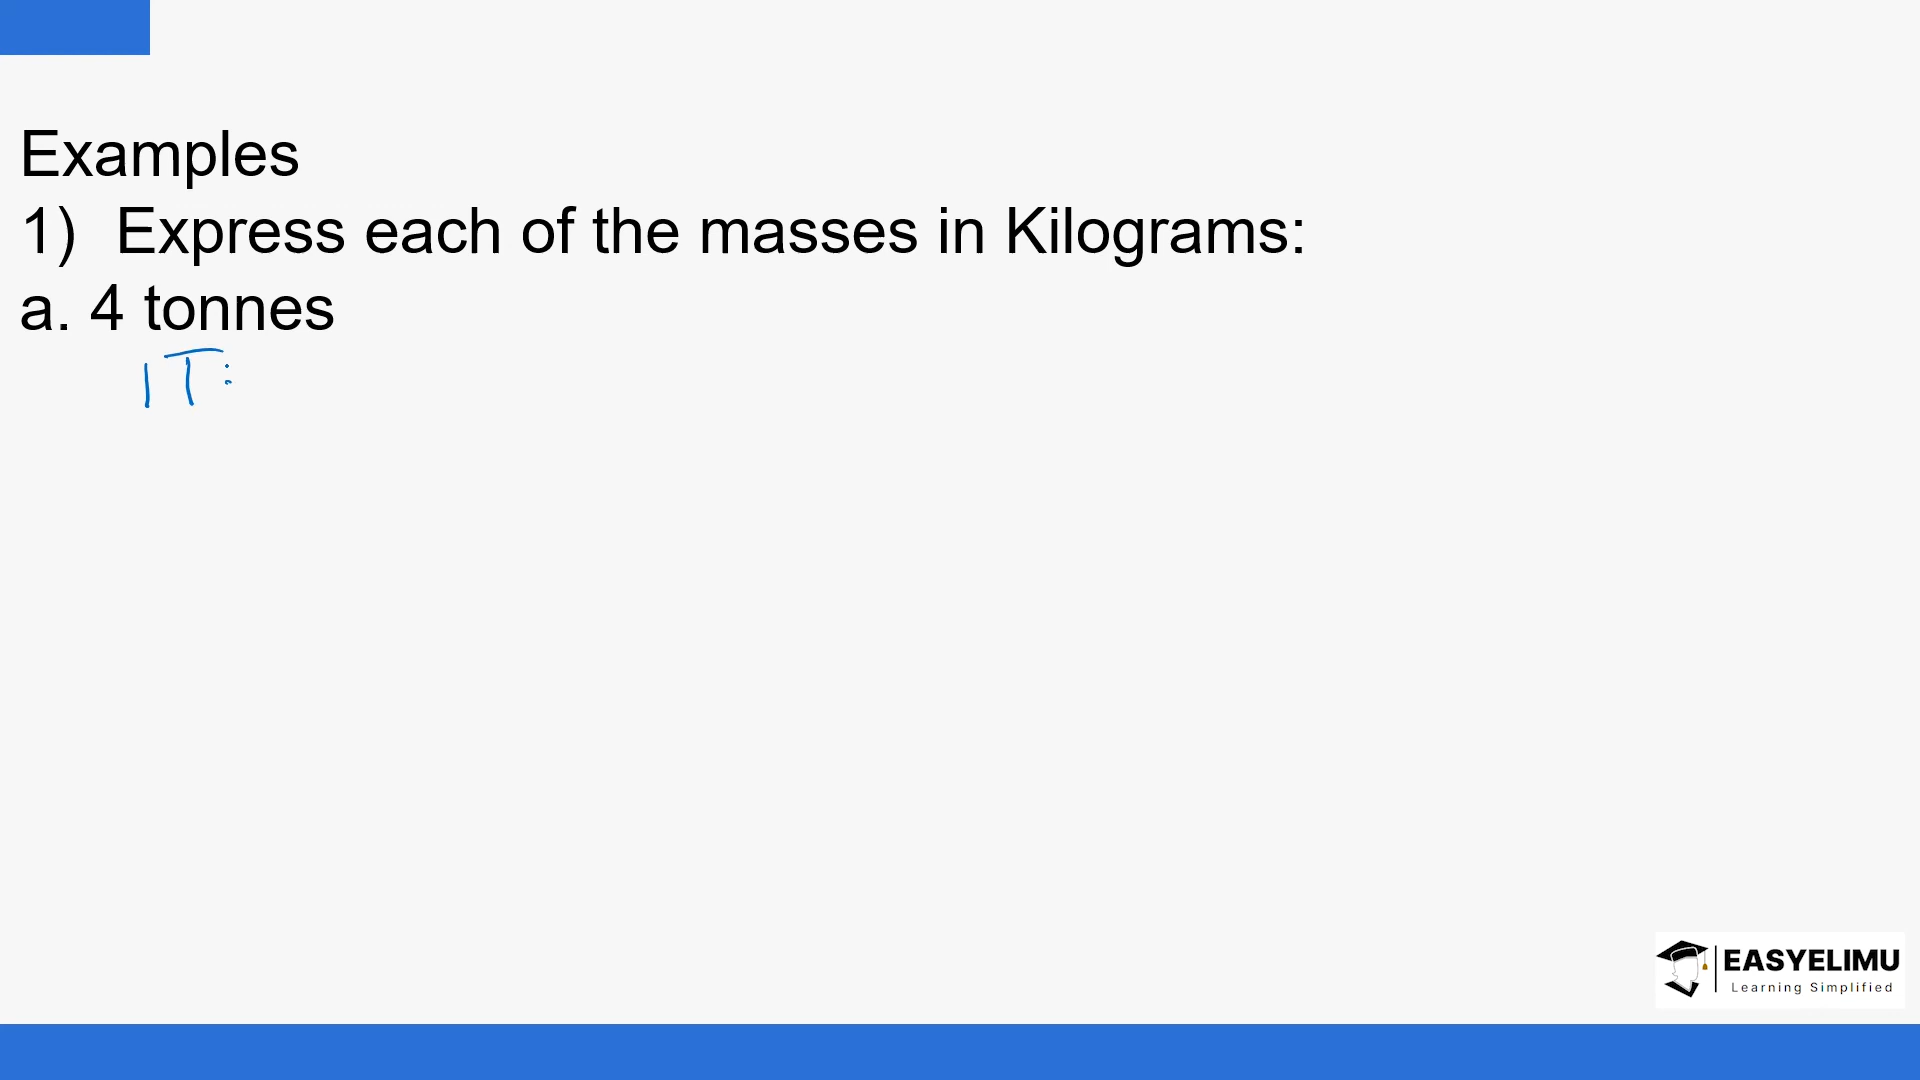 Examples
1) Express each of the masses in Kilograms:
a. 4 tonnes
1T:
EASYELIMU
Learning Simplified